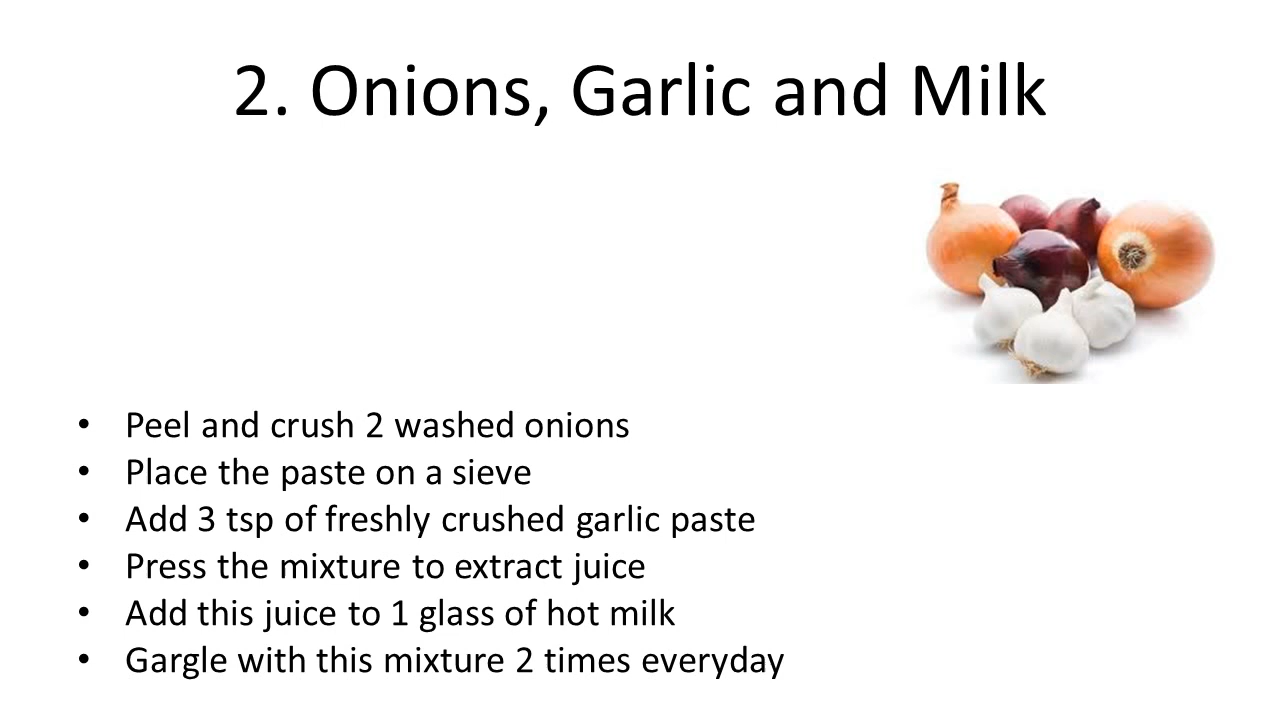 2. Onions, Garlic and Milk
• Peel and crush 2 washed onions
• Place the paste on a sieve
• Add 3 tsp of freshly crushed garlic paste
• Press the mixture to extract juice
• Add this juice to 1 glass of hot milk
• Gargle with this mixture 2 times everyday